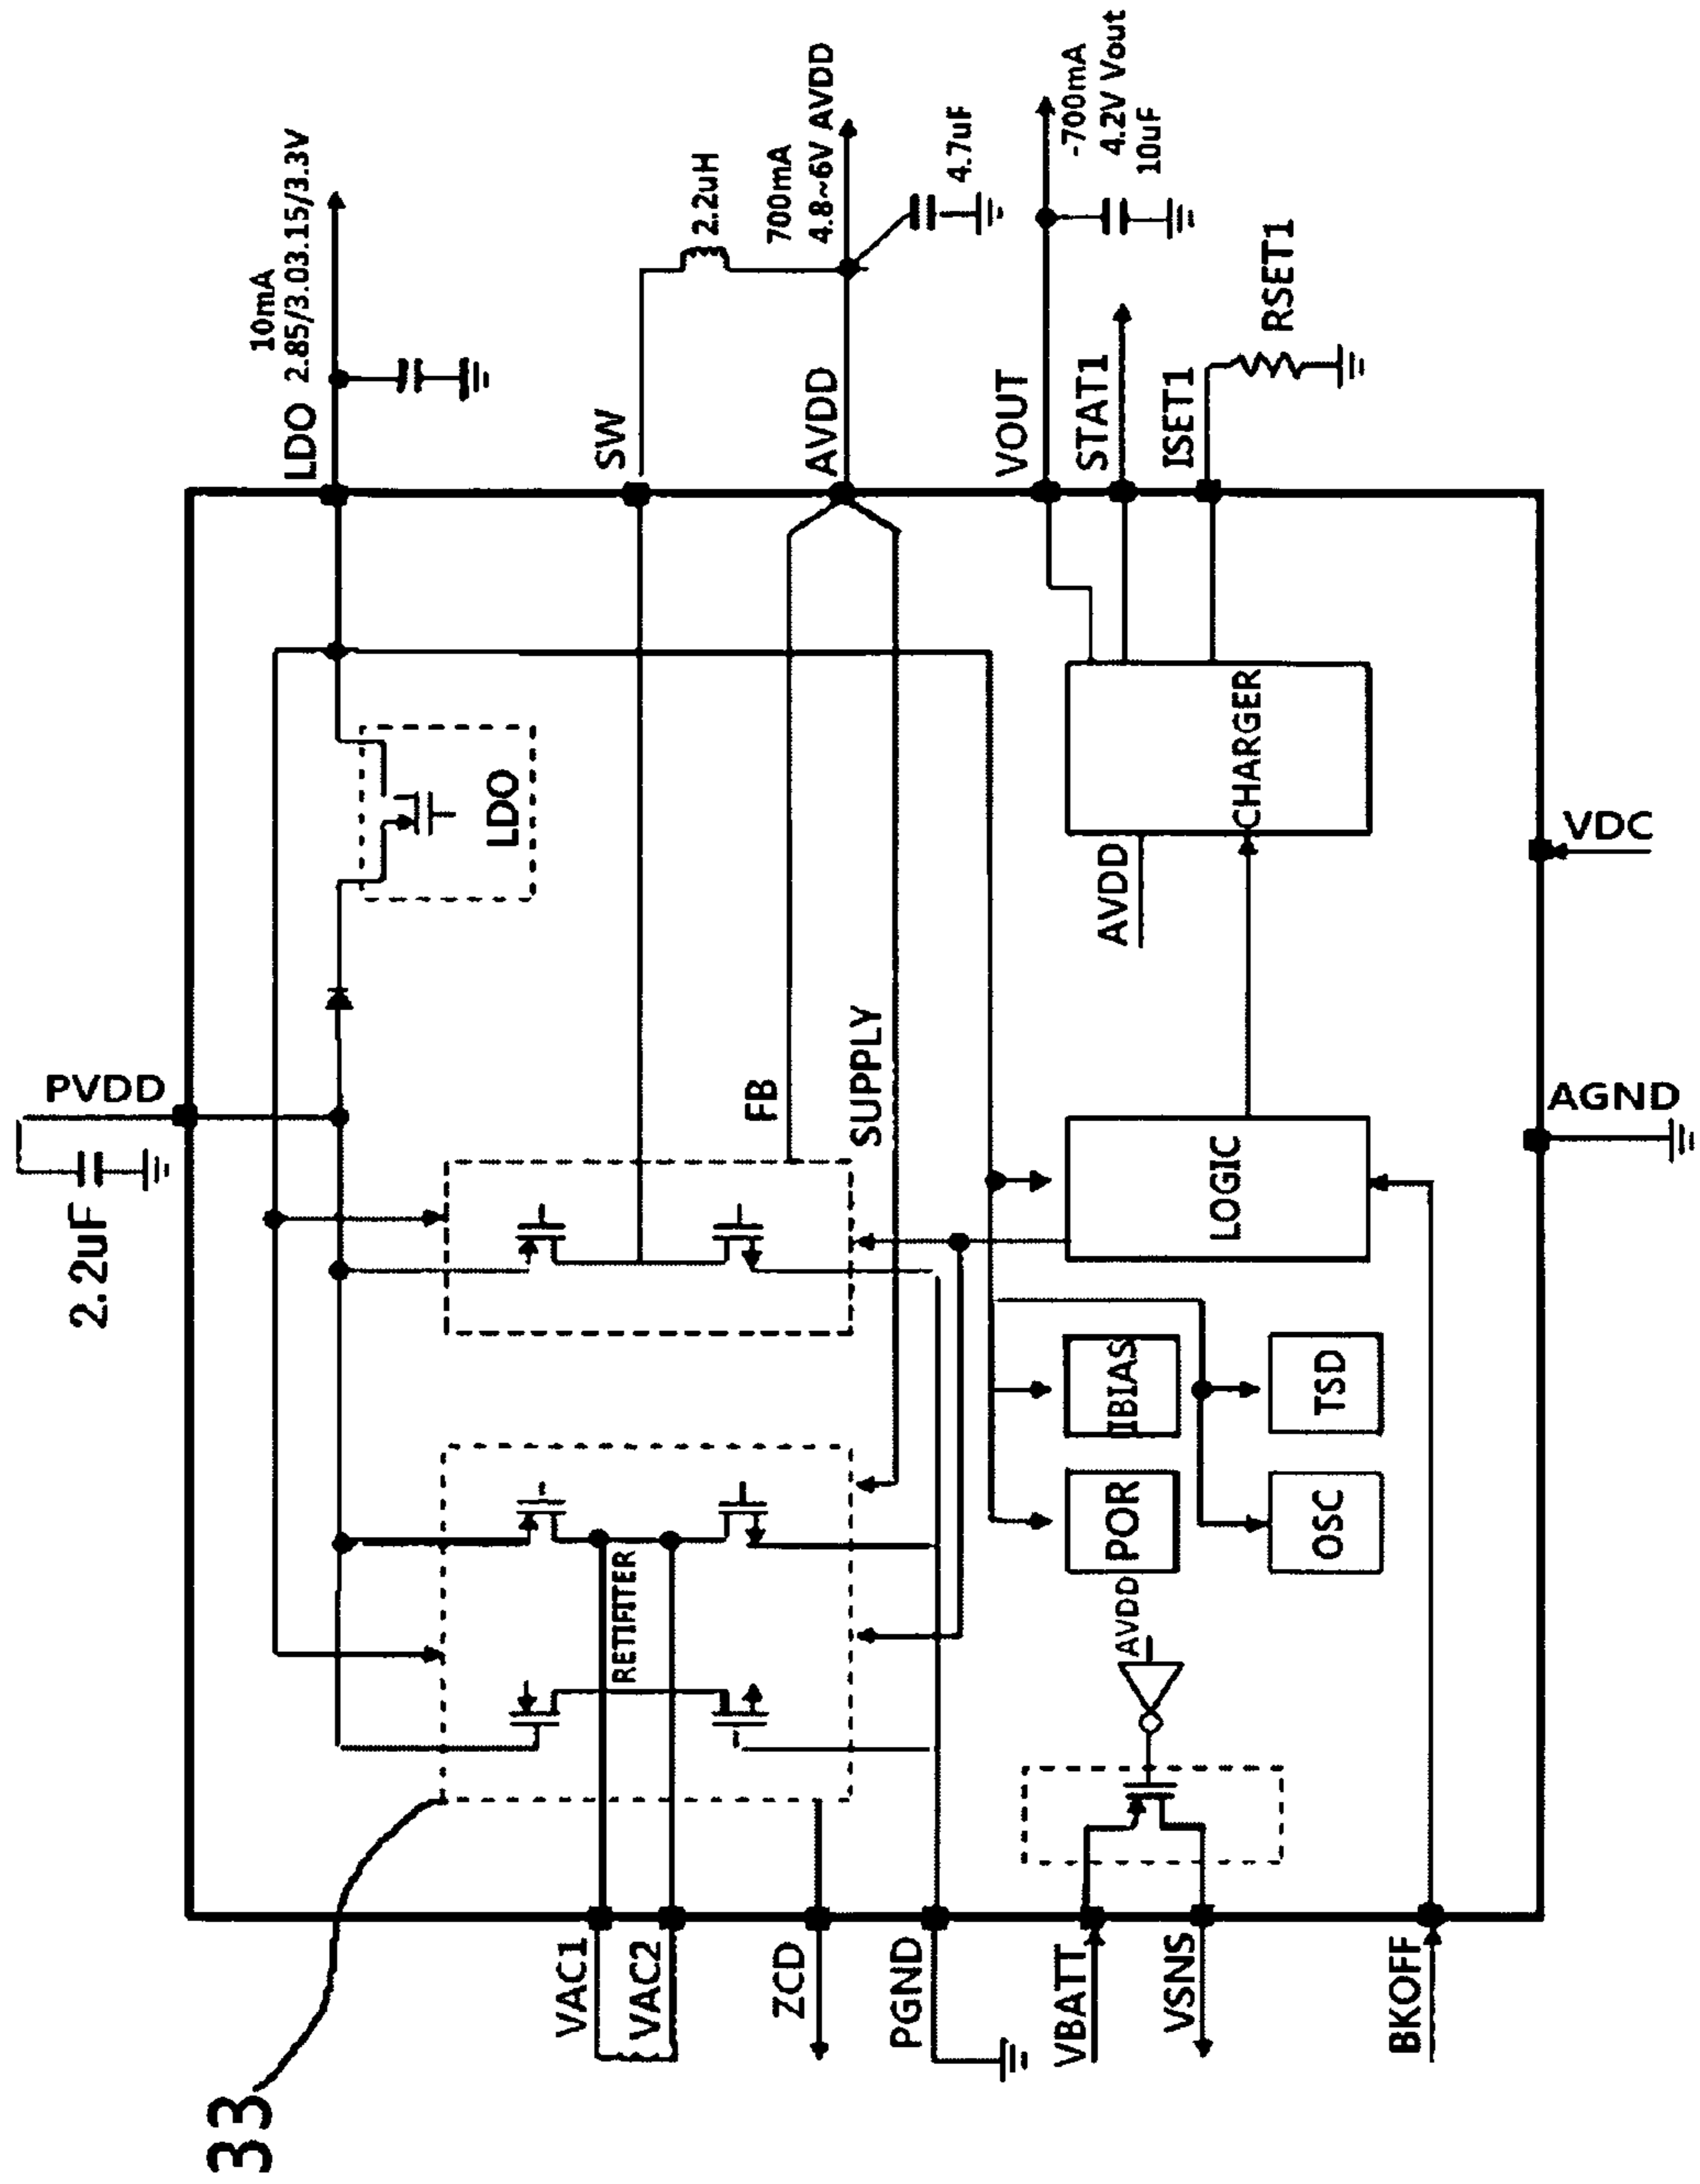 33
2.2uF
PVDD
LDO
10mA
2.85/3.03.15/3.3V
SW
2.2uH
AVDD
700mA
4.8~6V AVDD
4.7uF
VOUT
-700mA
4.2V Vout
10uF
STAT1
ISET1
RSET1
LDO
FB
SUPPLY
RETIFITER
VAC1
VAC2
ZCD
PGND
VBATT
VSNS
BKOFF
AVDD
POR
IBIAS
OSC
TSD
LOGIC
AVDD
CHARGER
AGND
VDC